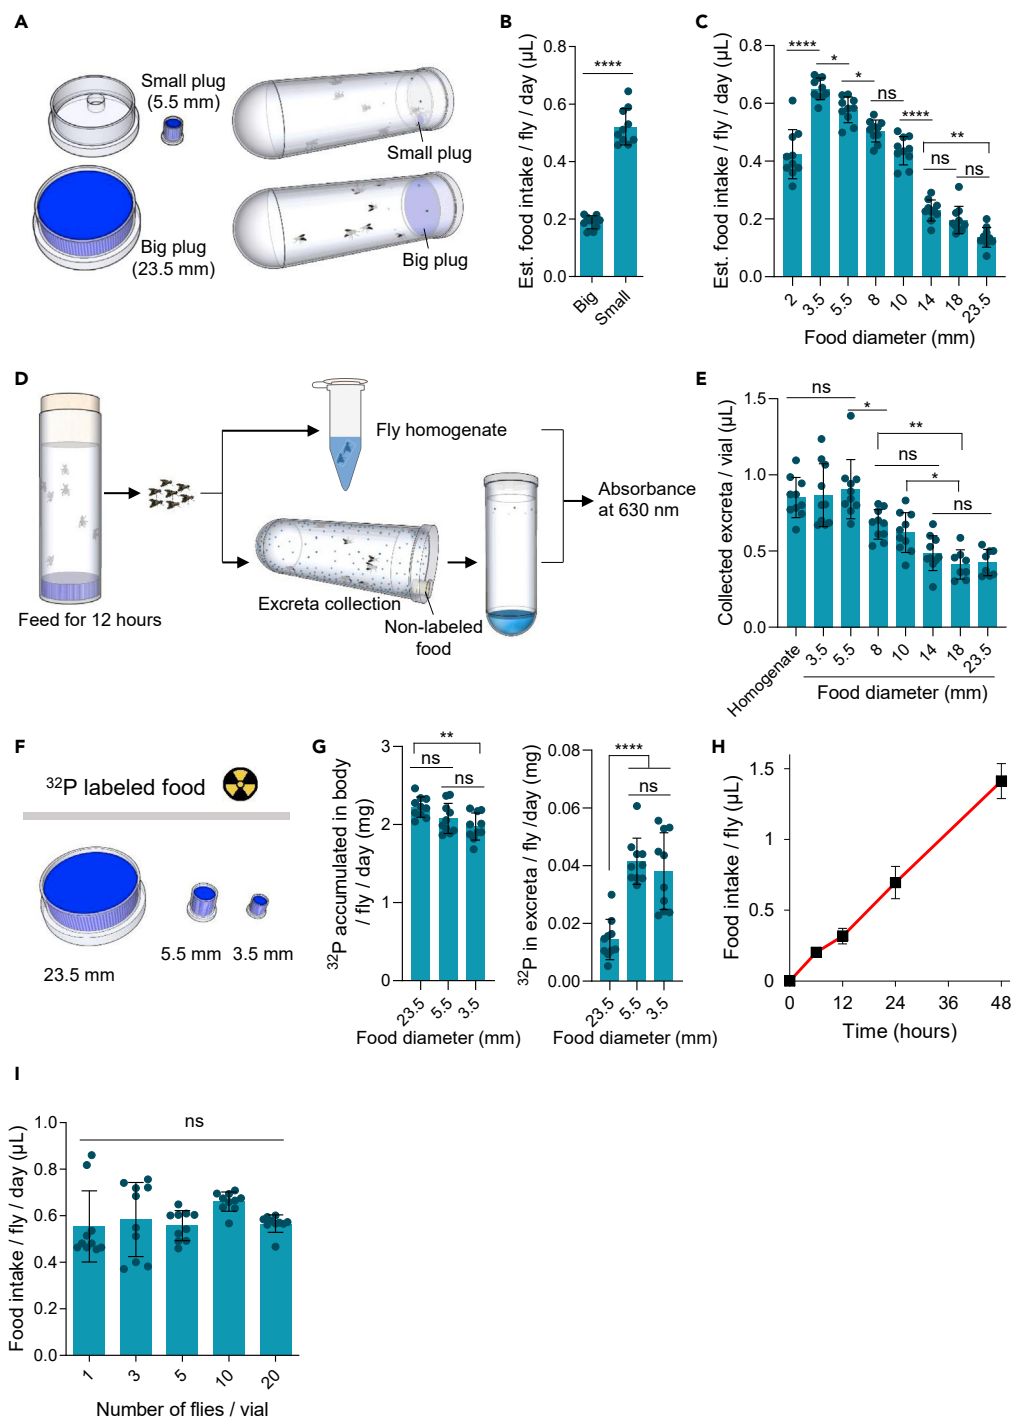 A
Small plug
(5.5 mm)
Big plug
(23.5 mm)
Small plug
Big plug
B
Est. food intake / fly / day (µL)
0.8
0.6
0.4
0.2
0.0
****
Big
Small
C
Est. food intake / fly / day (µL)
0.8
0.6
0.4
0.2
0.0
****
*
*
ns
****
**
ns
ns
2
3.5
5.5
8
10
14
18
23.5
Food diameter (mm)
D
Feed for 12 hours
Fly homogenate
Excreta collection
Non-labeled
food
Absorbance
at 630 nm
E
Collected excreta / vial (µL)
1.5
1.0
0.5
0.0
ns
*
**
ns
*
ns
Homogenate
3.5
5.5
8
10
14
18
23.5
Food diameter (mm)
F
³²P labeled food
23.5 mm
5.5 mm
3.5 mm
G
³²P accumulated in body
/ fly / day (mg)
3
2
1
0
**
ns
ns
23.5
5.5
3.5
Food diameter (mm)
³²P in excreta / fly /day (mg)
0.08
0.06
0.04
0.02
0.00
****
ns
23.5
5.5
3.5
Food diameter (mm)
H
Food intake / fly (µL)
1.5
1
0.5
0
0
12
24
36
48
Time (hours)
I
Food intake / fly / day (µL)
1.0
0.8
0.6
0.4
0.2
0.0
ns
1
3
5
10
20
Number of flies / vial